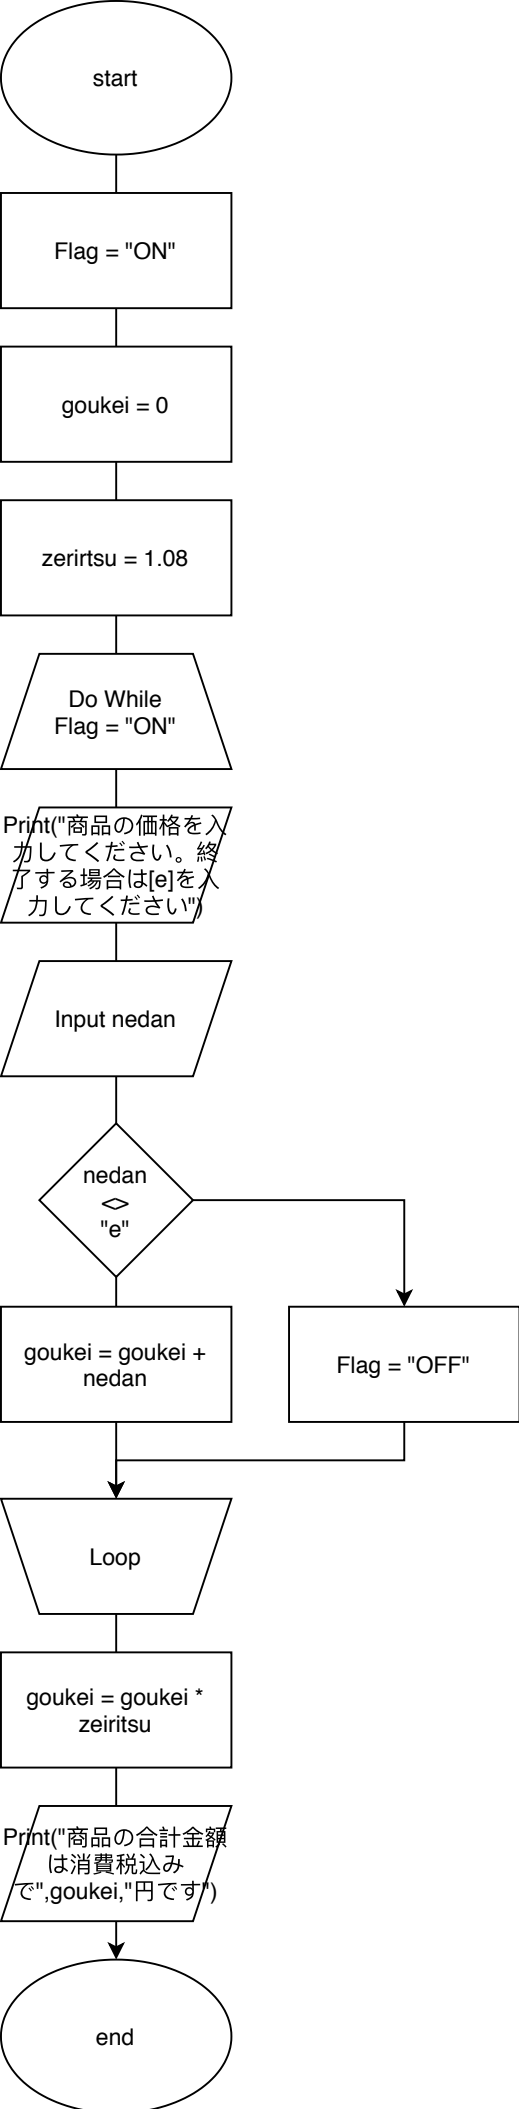 start
Flag = "ON"
goukei = 0
zerirtsu = 1.08
Do While
Flag = "ON"
Print("商品の価格を入
力してください。終
了する場合は[e]を入
力してください")
Input nedan
nedan
<>
"e"
goukei = goukei +
nedan
Flag = "OFF"
Loop
goukei = goukei *
zeiritsu
Print("商品の合計金額
は消費税込み
で",goukei,"円です")
end